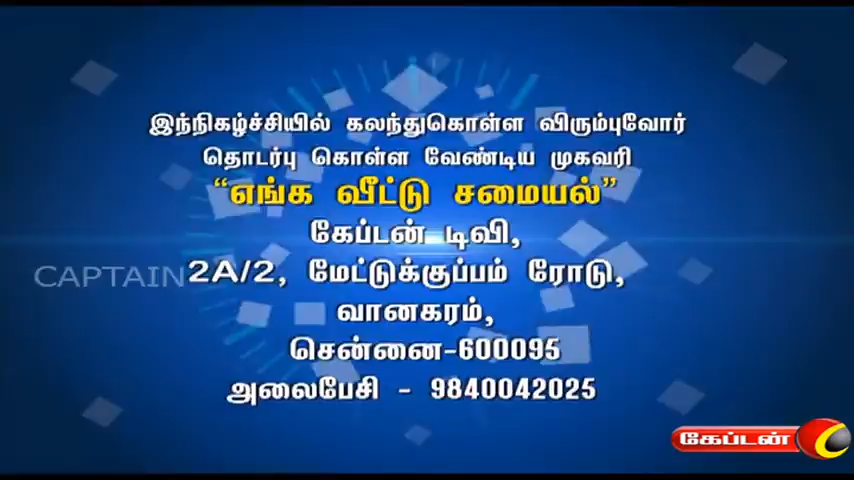 இந்நிகழ்ச்சியில் கலந்துகொள்ள விரும்புவோர்
தொடர்பு கொள்ள வேண்டிய முகவரி
“எங்க வீட்டு சமையல்”
கேப்டன் டிவி,
CAPTAIN 2A/2, மேட்டுக்குப்பம் ரோடு,
வானகரம்,
சென்னை-600095
அலைபேசி - 9840042025
கேப்டன்